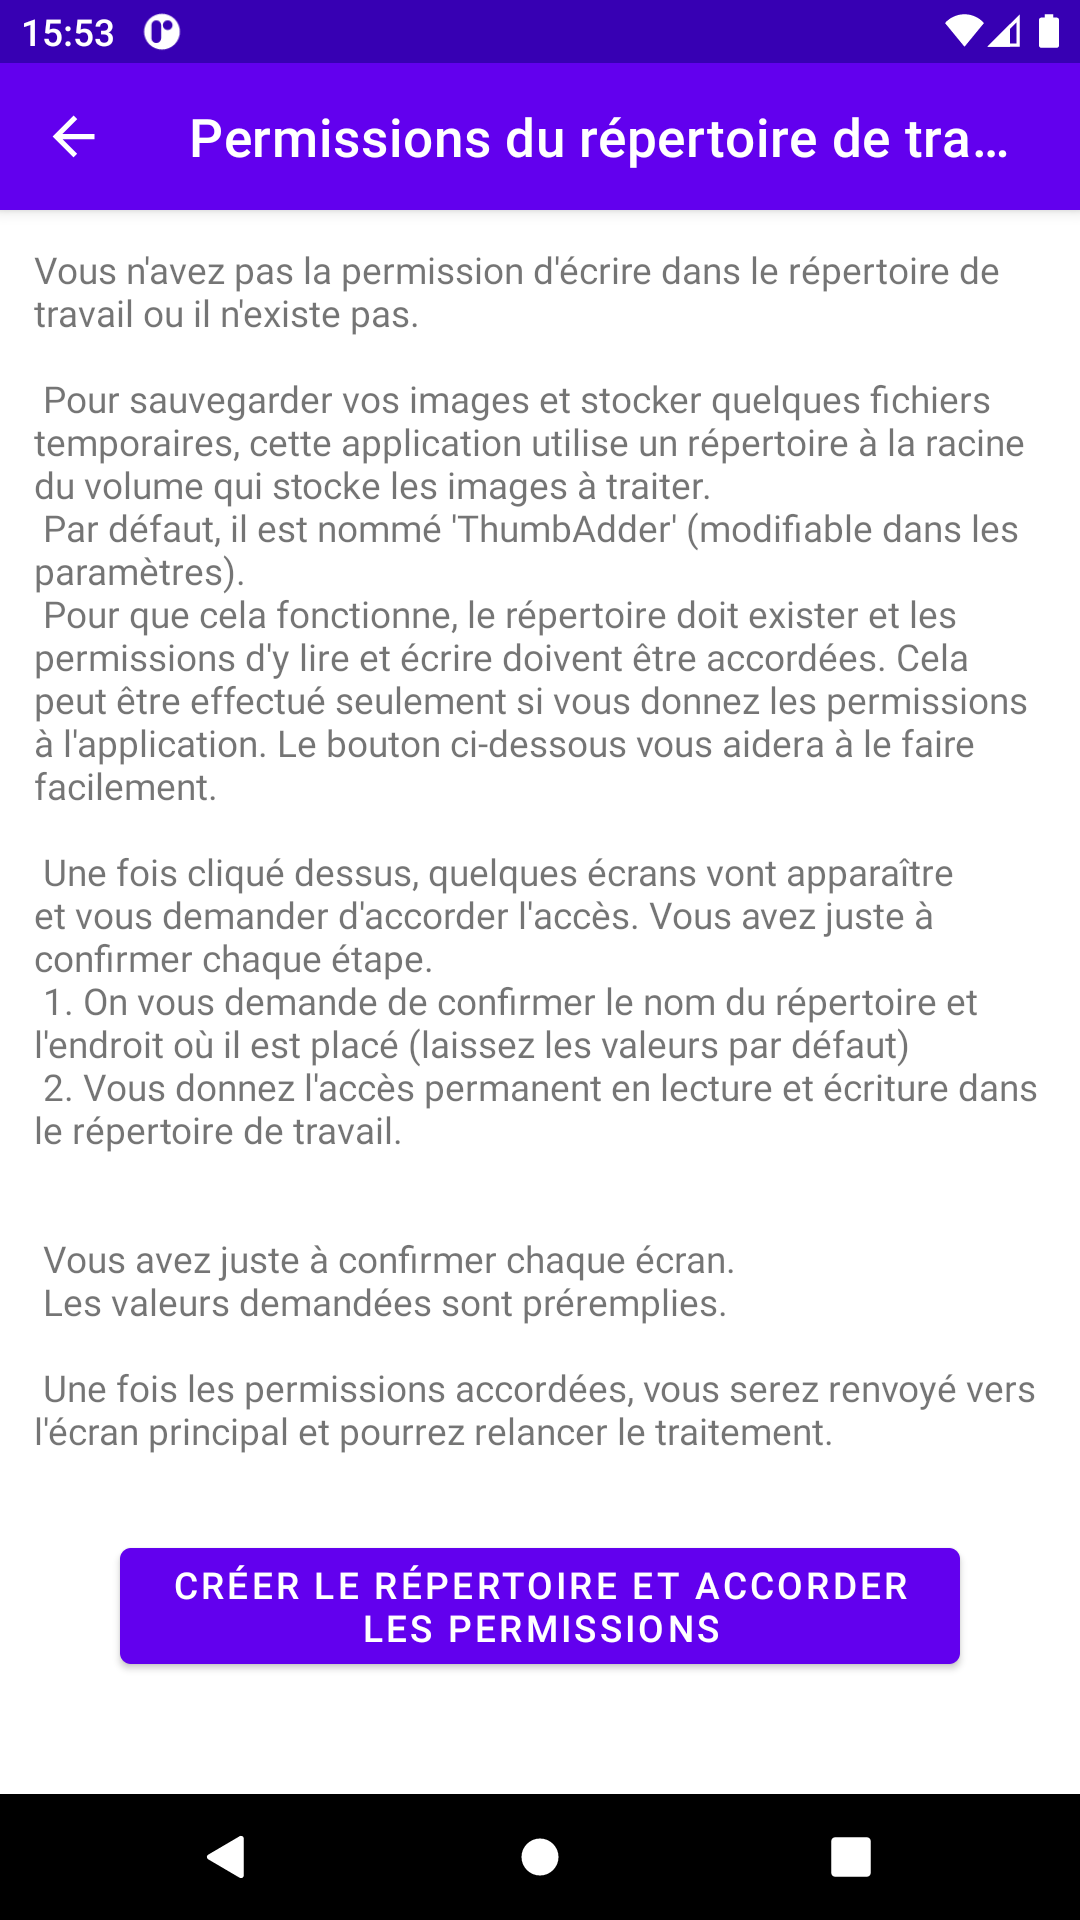 15:53
Permissions du répertoire de tra...
Vous n'avez pas la permission d'écrire dans le répertoire de
travail ou il n'existe pas.
Pour sauvegarder vos images et stocker quelques fichiers
temporaires, cette application utilise un répertoire à la racine
du volume qui stocke les images à traiter.
Par défaut, il est nommé 'ThumbAdder' (modifiable dans les
paramètres).
Pour que cela fonctionne, le répertoire doit exister et les
permissions d'y lire et écrire doivent être accordées. Cela
peut être effectué seulement si vous donnez les permissions
à l'application. Le bouton ci-dessous vous aidera à le faire
facilement.
Une fois cliqué dessus, quelques écrans vont apparaître
et vous demander d'accorder l'accès. Vous avez juste à
confirmer chaque étape.
1. On vous demande de confirmer le nom du répertoire et
l'endroit où il est placé (laissez les valeurs par défaut)
2. Vous donnez l'accès permanent en lecture et écriture dans
le répertoire de travail.
Vous avez juste à confirmer chaque écran.
Les valeurs demandées sont préremplies.
Une fois les permissions accordées, vous serez renvoyé vers
l'écran principal et pourrez relancer le traitement.
CRÉER LE RÉPERTOIRE ET ACCORDER
LES PERMISSIONS